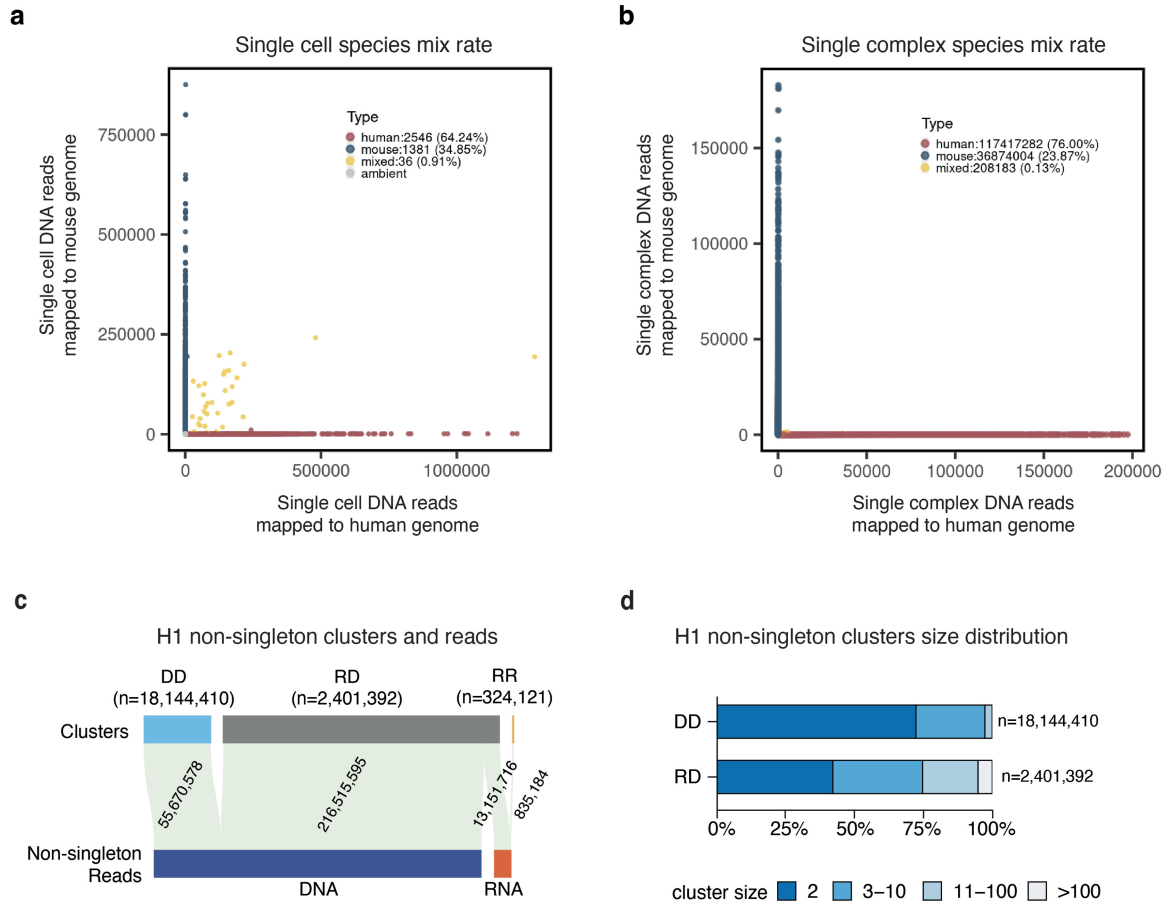 a
Single cell species mix rate
Single cell DNA reads
mapped to mouse genome
750000
500000
250000
0
Type
human:2546 (64.24%)
mouse:1381 (34.85%)
mixed:36 (0.91%)
ambient
0
500000
1000000
Single cell DNA reads
mapped to human genome
b
Single complex species mix rate
Single complex DNA reads
mapped to mouse genome
150000
100000
50000
0
Type
human:117417282 (76.00%)
mouse:36874004 (23.87%)
mixed:208183 (0.13%)
0
50000
100000
150000
200000
Single complex DNA reads
mapped to human genome
c
H1 non-singleton clusters and reads
DD
(n=18,144,410)
RD
(n=2,401,392)
RR
(n=324,121)
Clusters
55,670,578
216,515,595
13,151,716
835,184
Non-singleton
Reads
DNA
RNA
d
H1 non-singleton clusters size distribution
DD
n=18,144,410
RD
n=2,401,392
0%
25%
50%
75%
100%
cluster size
2
3−10
11−100
>100